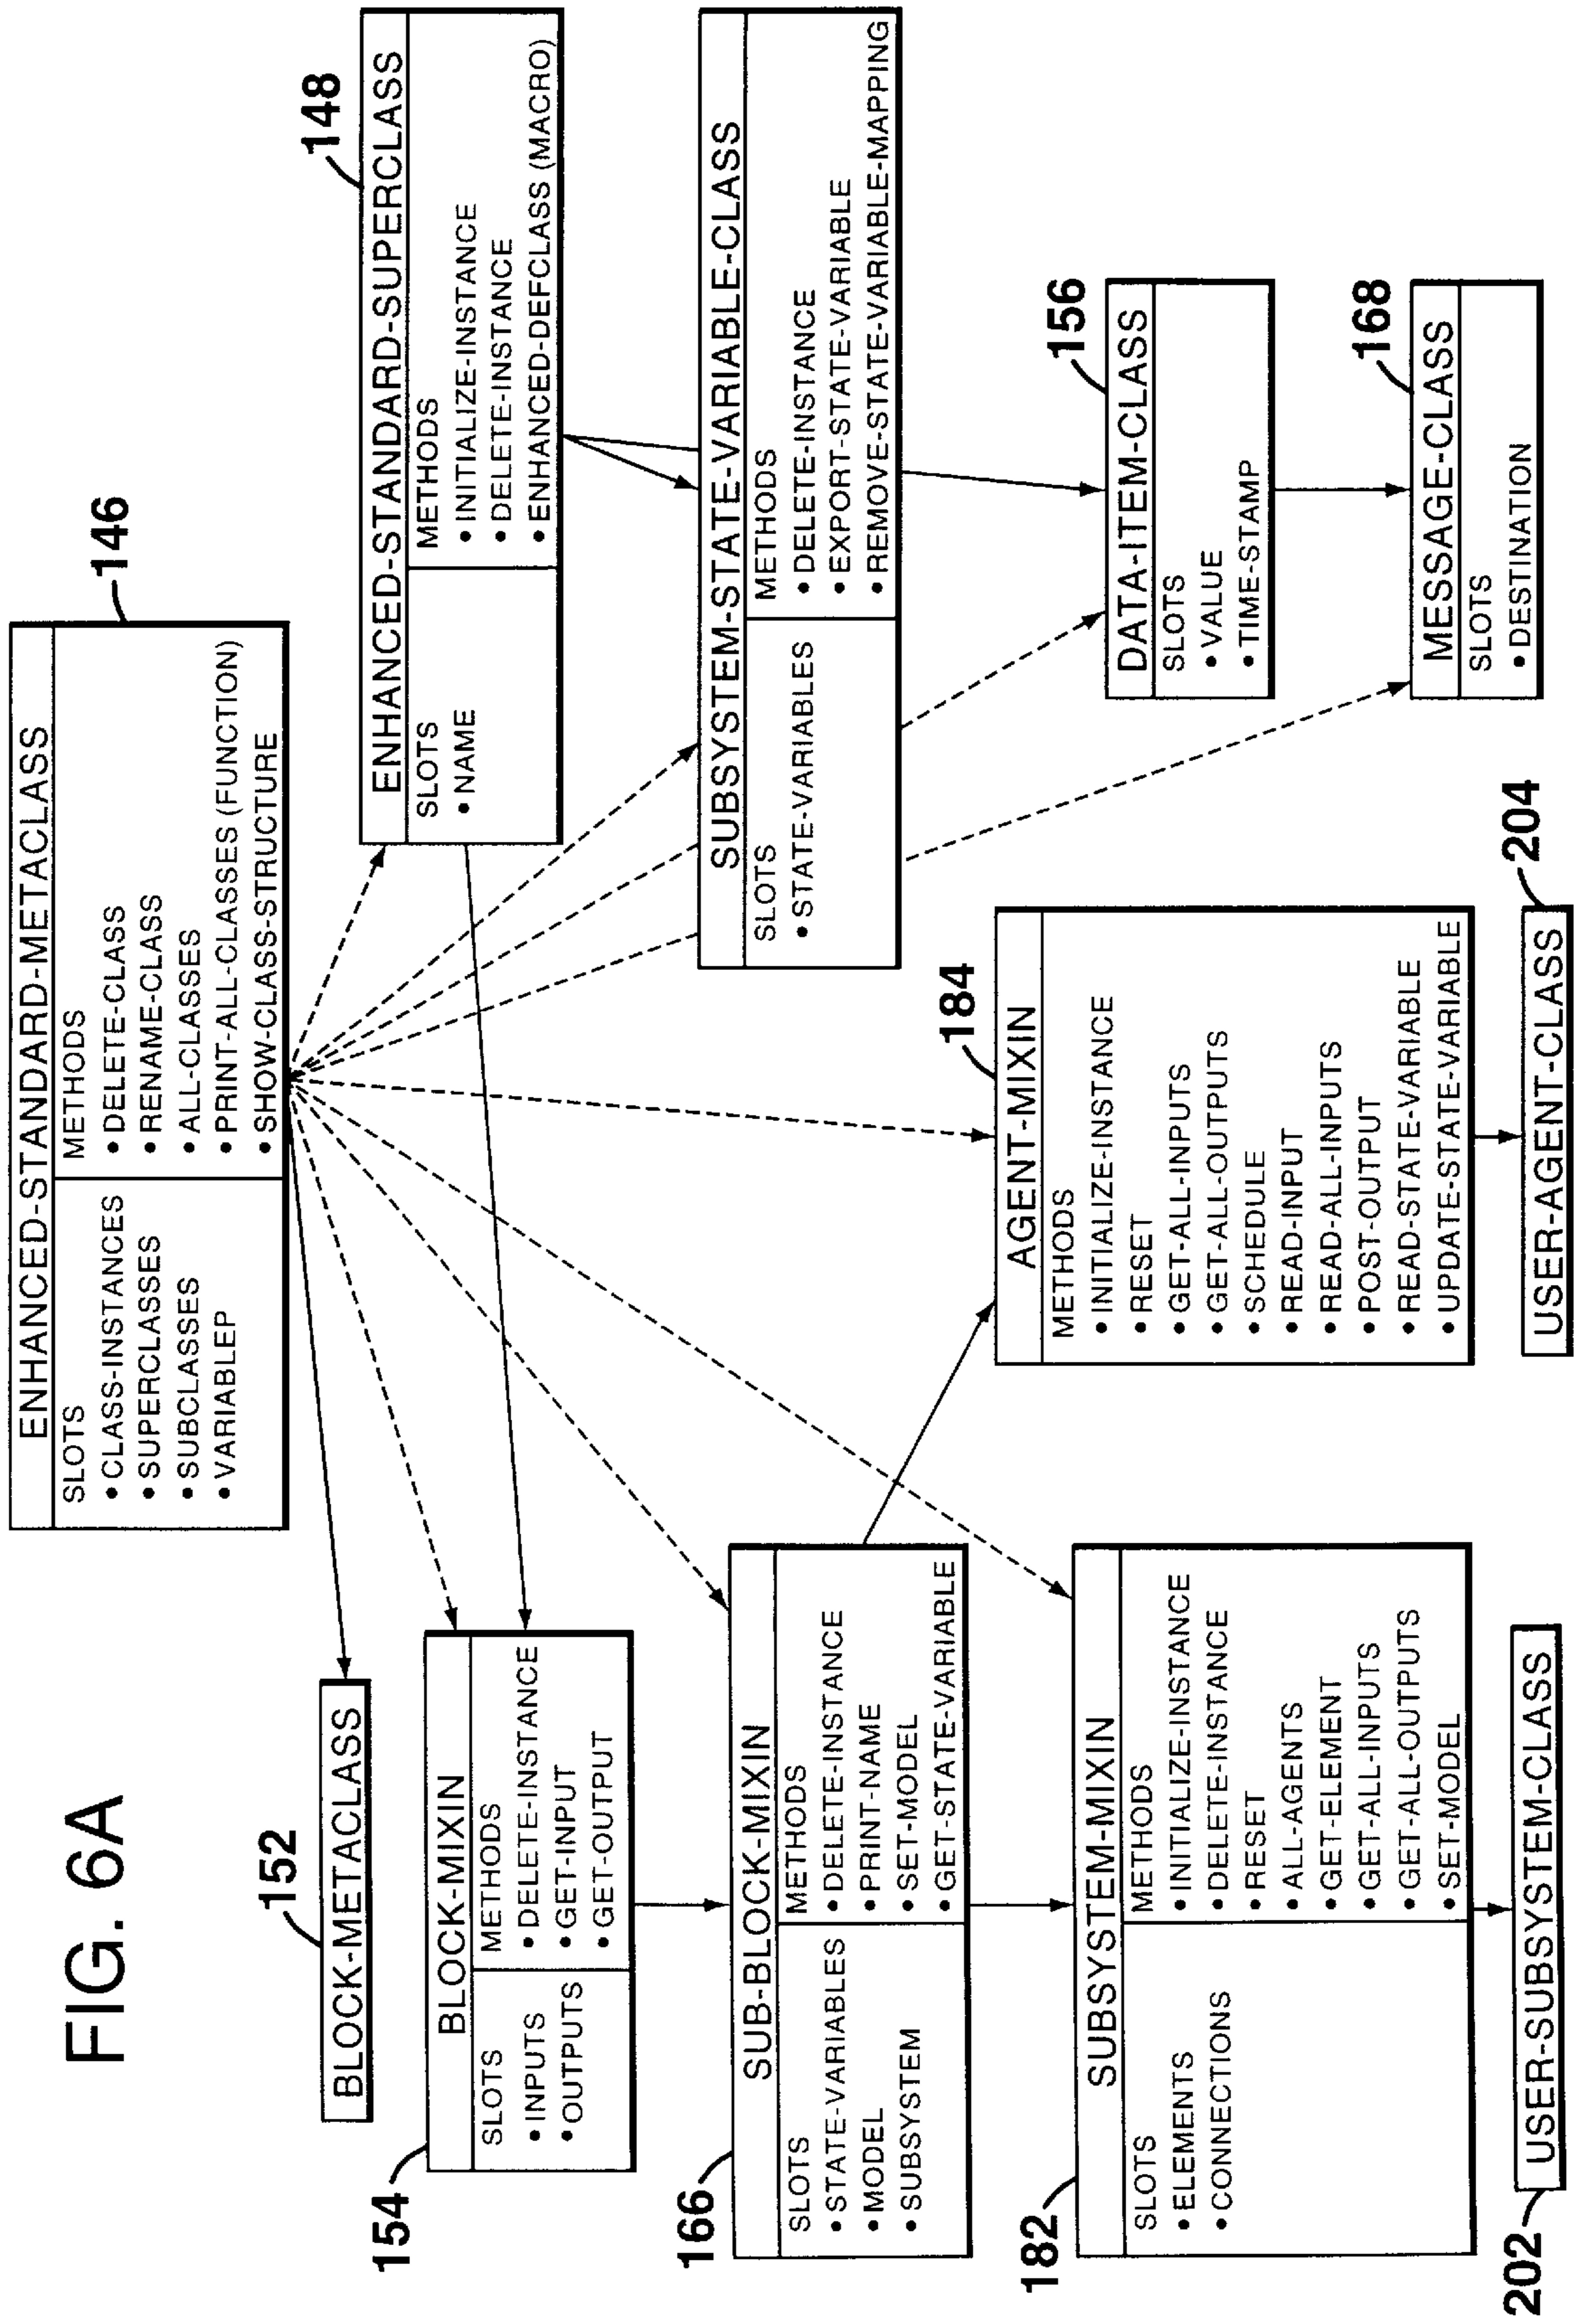 FIG. 6A
ENHANCED-STANDARD-METACLASS
SLOTS
• CLASS-INSTANCES
• SUPERCLASSES
• SUBCLASSES
• VARIABLEP
METHODS
• DELETE-CLASS
• RENAME-CLASS
• ALL-CLASSES
• PRINT-ALL-CLASSES (FUNCTION)
• SHOW-CLASS-STRUCTURE
146
152
BLOCK-METACLASS
148
ENHANCED-STANDARD-SUPERCLASS
SLOTS
• NAME
METHODS
• INITIALIZE-INSTANCE
• DELETE-INSTANCE
• ENHANCED-DEFCLASS (MACRO)
154
BLOCK-MIXIN
SLOTS
• INPUTS
• OUTPUTS
METHODS
• DELETE-INSTANCE
• GET-INPUT
• GET-OUTPUT
SUBSYSTEM-STATE-VARIABLE-CLASS
SLOTS
• STATE-VARIABLES
METHODS
• DELETE-INSTANCE
• EXPORT-STATE-VARIABLE
• REMOVE-STATE-VARIABLE-MAPPING
166
SUB-BLOCK-MIXIN
SLOTS
• STATE-VARIABLES
• MODEL
• SUBSYSTEM
METHODS
• DELETE-INSTANCE
• PRINT-NAME
• SET-MODEL
• GET-STATE-VARIABLE
184
AGENT-MIXIN
METHODS
• INITIALIZE-INSTANCE
• RESET
• GET-ALL-INPUTS
• GET-ALL-OUTPUTS
• SCHEDULE
• READ-INPUT
• READ-ALL-INPUTS
• POST-OUTPUT
• READ-STATE-VARIABLE
• UPDATE-STATE-VARIABLE
156
DATA-ITEM-CLASS
SLOTS
• VALUE
• TIME-STAMP
182
SUBSYSTEM-MIXIN
SLOTS
• ELEMENTS
• CONNECTIONS
METHODS
• INITIALIZE-INSTANCE
• DELETE-INSTANCE
• RESET
• ALL-AGENTS
• GET-ELEMENT
• GET-ALL-INPUTS
• GET-ALL-OUTPUTS
• SET-MODEL
168
MESSAGE-CLASS
SLOTS
• DESTINATION
202
USER-SUBSYSTEM-CLASS
204
USER-AGENT-CLASS